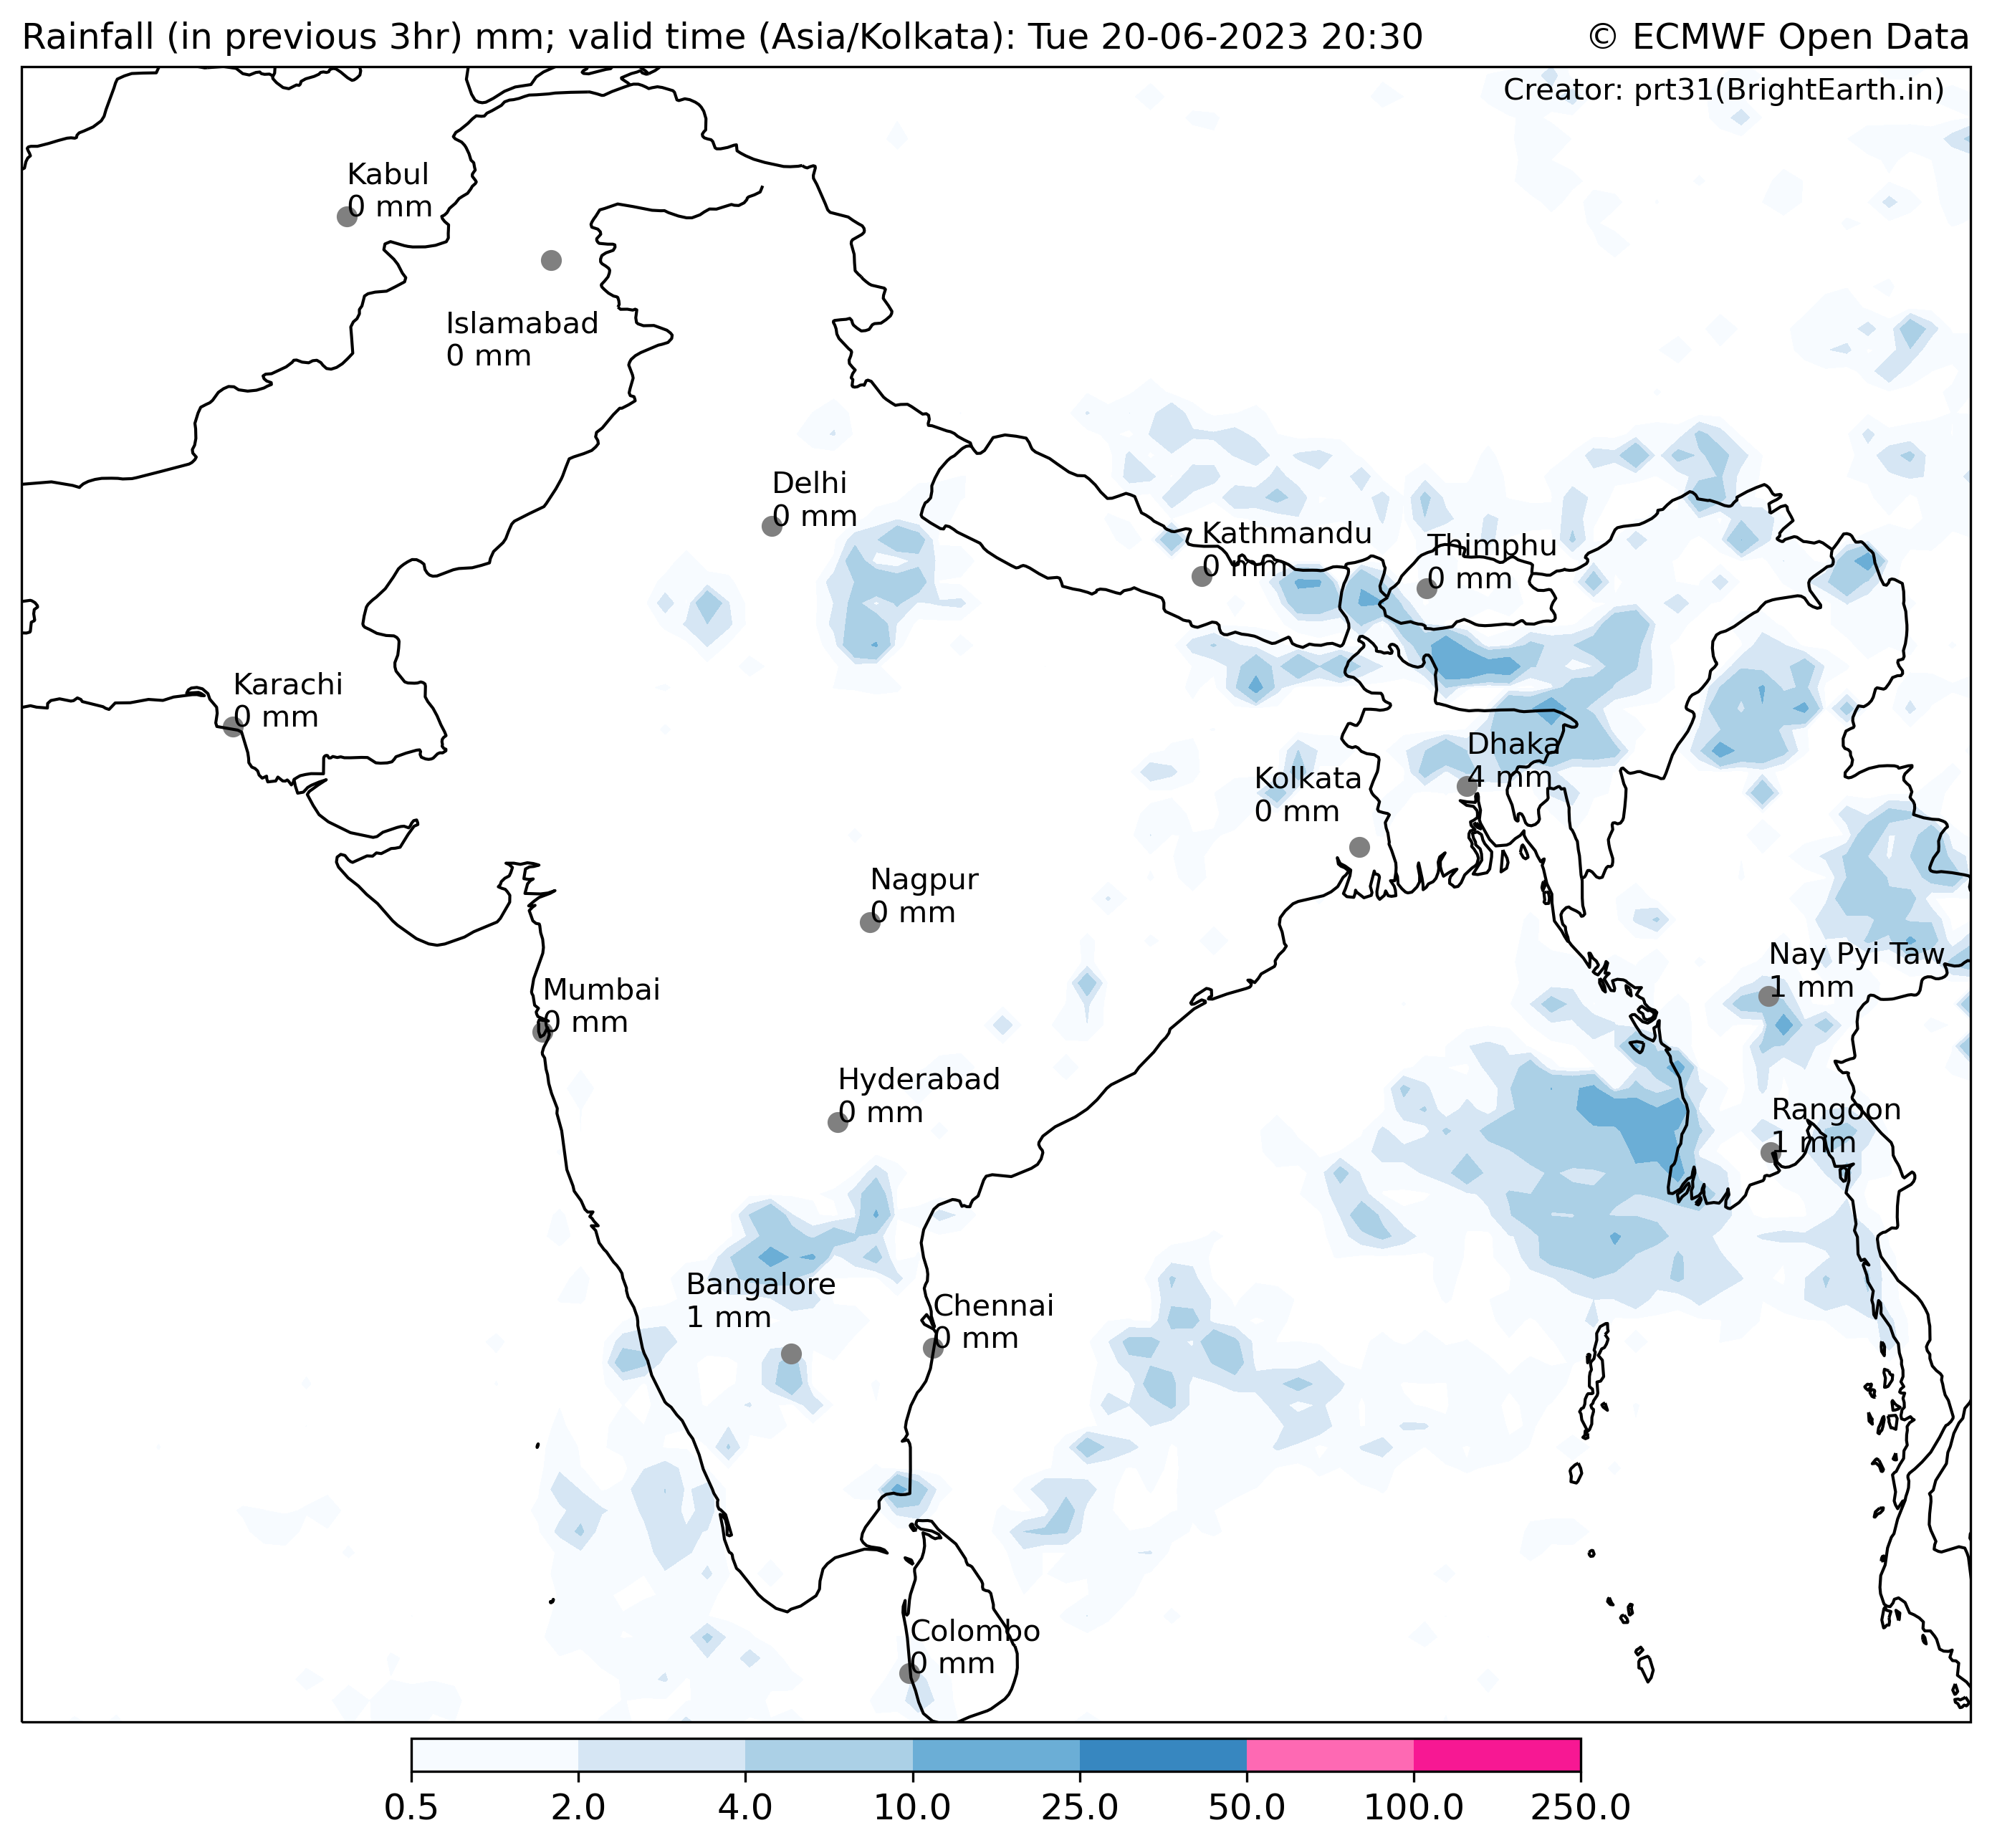 Rainfall (in previous 3hr) mm; valid time (Asia/Kolkata): Tue 20-06-2023 20:30
© ECMWF Open Data
Creator: prt31(BrightEarth.in)
Kabul
0 mm
Islamabad
0 mm
Delhi
0 mm
Kathmandu
0 mm
Thimphu
0 mm
Karachi
0 mm
Dhaka
4 mm
Kolkata
0 mm
Nagpur
0 mm
Nay Pyi Taw
1 mm
Mumbai
0 mm
Hyderabad
0 mm
Rangoon
1 mm
Bangalore
1 mm
Chennai
0 mm
Colombo
0 mm
0.5 2.0 4.0 10.0 25.0 50.0 100.0 250.0